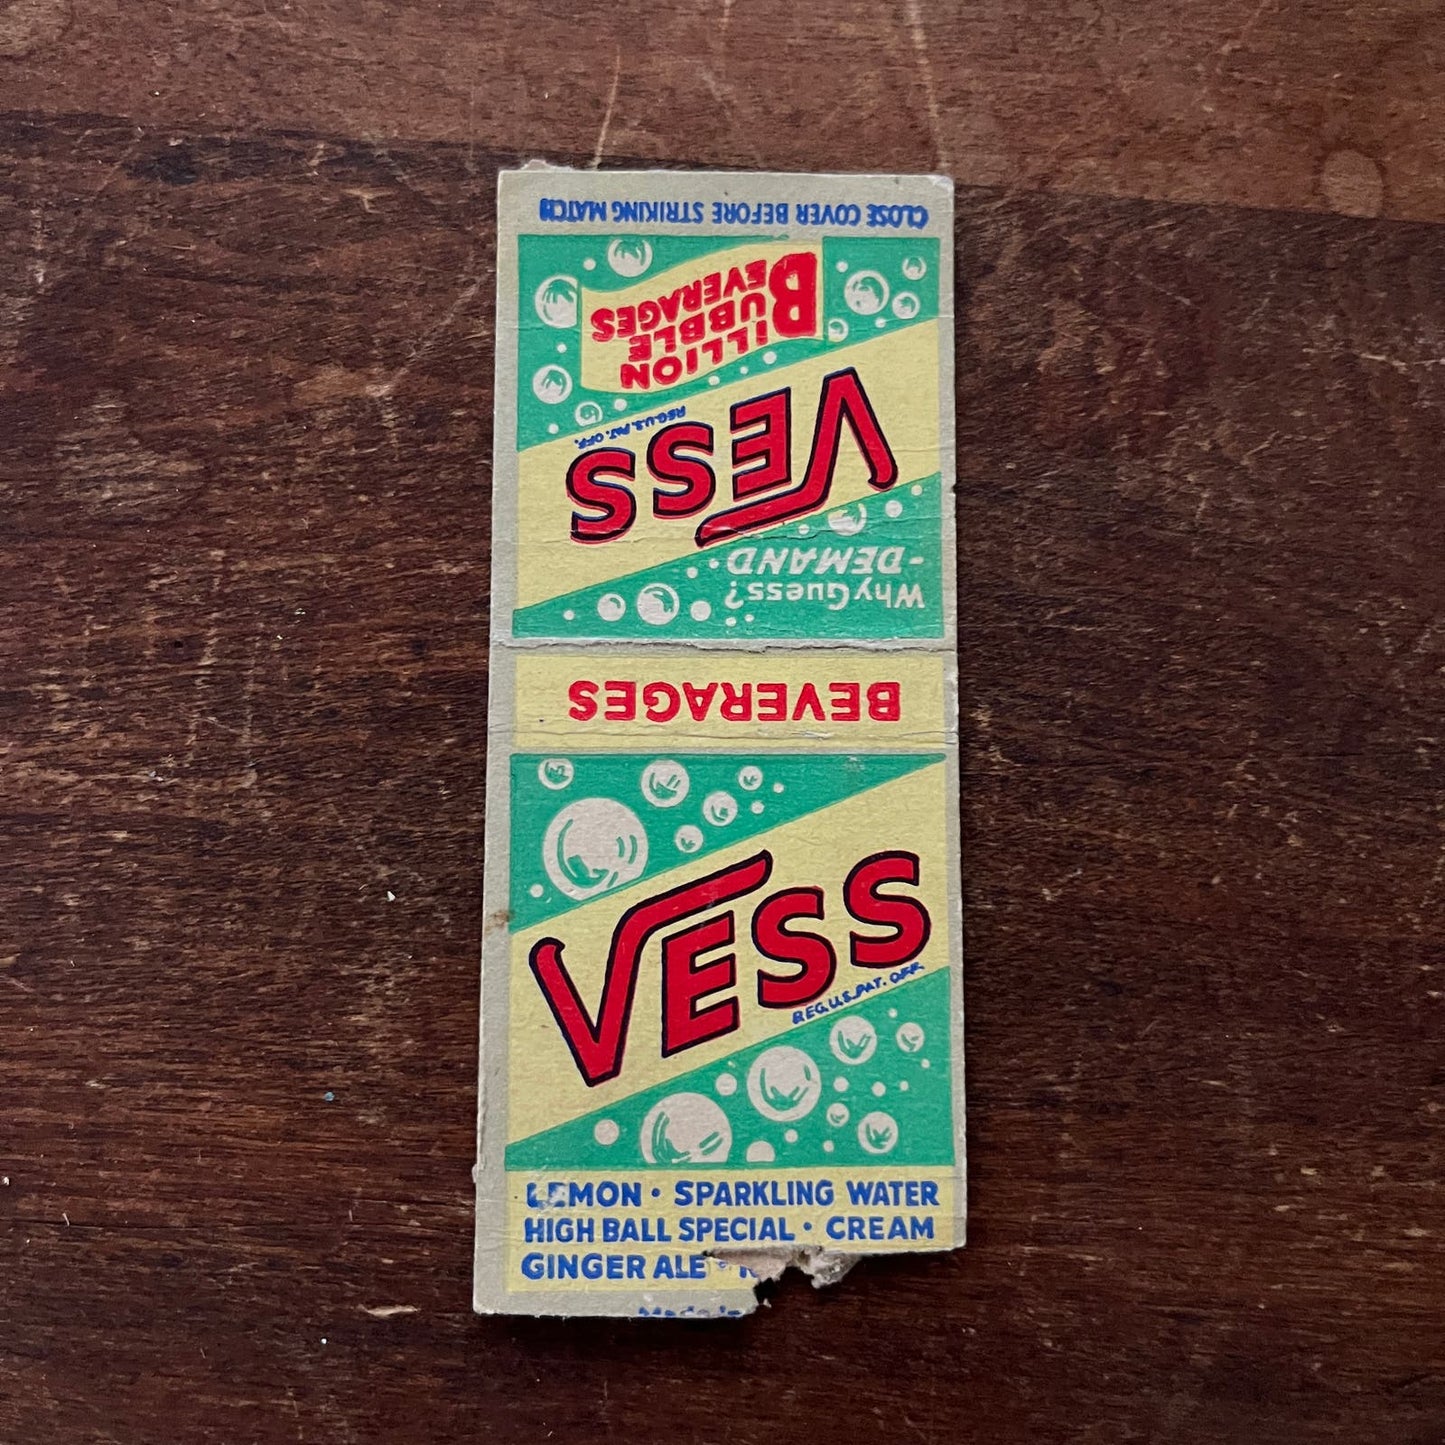 CLOSE COVER BEFORE STRIKING MATCH
Why Guess?
-DEMAND-
VESS
REG. U.S. PAT. OFF.
BILLION
BUBBLE
BEVERAGES
BEVERAGES
VESS
REG. U.S. PAT. OFF.
LEMON • SPARKLING WATER
HIGH BALL SPECIAL • CREAM
GINGER ALE •